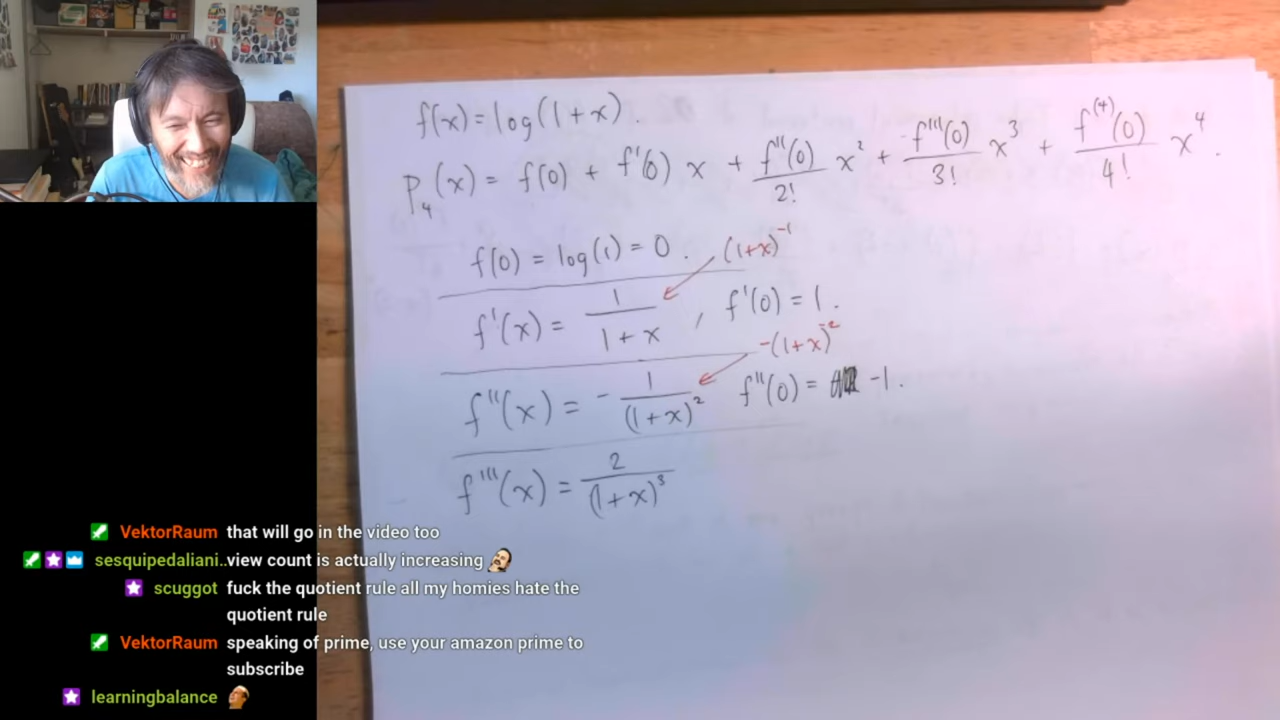 f(x) = log(1+x).
P₄(x) = f(0) + f'(0) x + f''(0)/2! x² + f'''(0)/3! x³ + f⁽⁴⁾(0)/4! x⁴.
f(0) = log(1) = 0. (1+x)⁻¹
f'(x) = 1/(1+x), f'(0) = 1.
-(1+x)⁻²
f''(x) = - 1/(1+x)² f''(0) = -1.
f'''(x) = 2/(1+x)³
VektorRaum that will go in the video too
sesquipedaliani.. view count is actually increasing
scuggot fuck the quotient rule all my homies hate the
quotient rule
VektorRaum speaking of prime, use your amazon prime to
subscribe
learningbalance